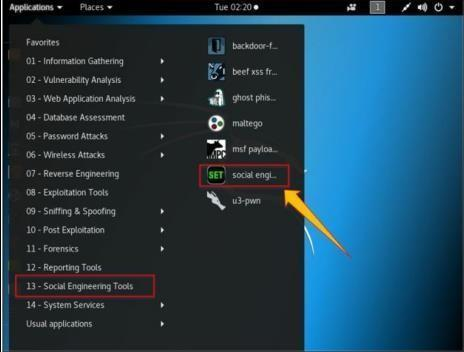 Applications Places Tue 02:20 1
Favorites
01 - Information Gathering
02 - Vulnerability Analysis
03 - Web Application Analysis
04 - Database Assessment
05 - Password Attacks
06 - Wireless Attacks
07 - Reverse Engineering
08 - Exploitation Tools
09 - Sniffing & Spoofing
10 - Post Exploitation
11 - Forensics
12 - Reporting Tools
13 - Social Engineering Tools
14 - System Services
Usual applications
backdoor-f...
beef xss fr...
ghost phis...
maltego
MPC
msf payloa...
SET
social engi...
u3-pwn